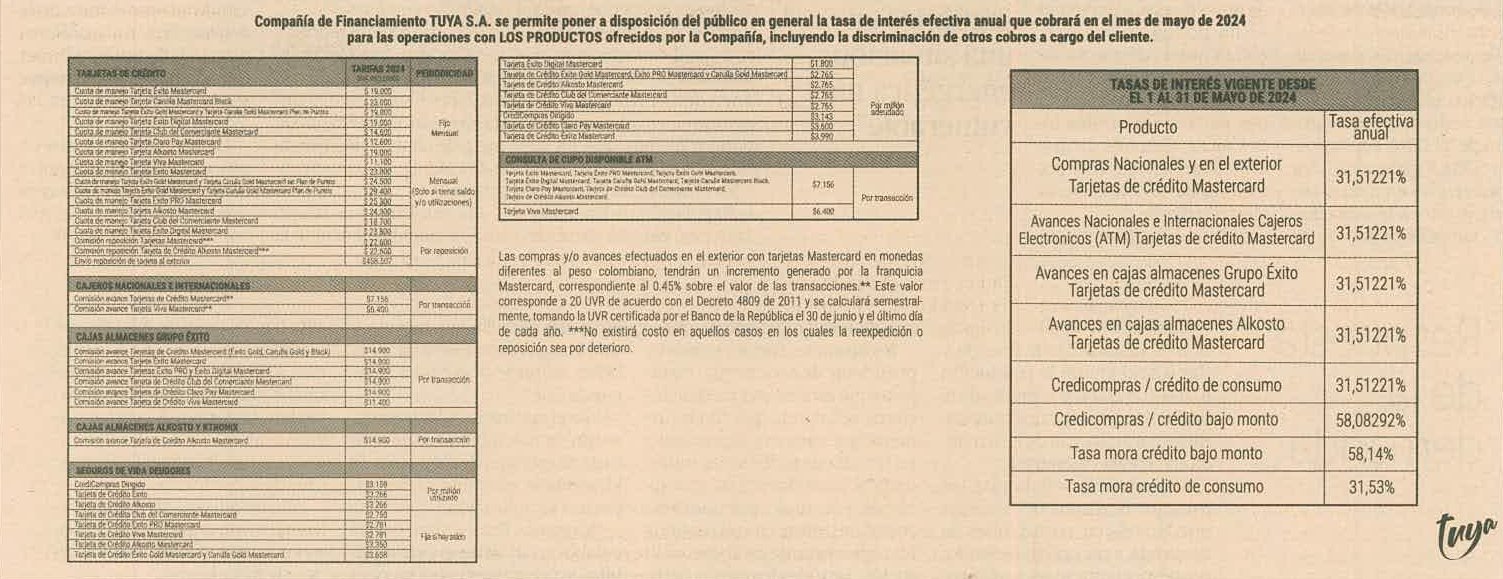 Compañía de Financiamiento TUYA S.A. se permite poner a disposición del público en general la tasa de interés efectiva anual que cobrará en el mes de mayo de 2024
para las operaciones con LOS PRODUCTOS ofrecidos por la Compañía, incluyendo la discriminación de otros cobros a cargo del cliente.
TARJETAS DE CRÉDITO TARIFAS 2024 PERIODICIDAD
Cuota de manejo Tarjeta Éxito Mastercard $ 19.000
Cuota de manejo Tarjeta Carulla Mastercard Black $ 23.000
Cuota de manejo Tarjeta Éxito Gold Mastercard y Tarjeta Carulla Gold Mastercard Plan de Puntos
Cuota de manejo Tarjeta Éxito Digital Mastercard $ 19.000
Fijo
Mensual
Cuota de manejo Tarjeta Club del Comerciante Mastercard $ 14.600
Cuota de manejo Tarjeta Claro Pay Mastercard $ 12.600
Cuota de manejo Tarjeta Alkosto Mastercard $ 19.000
Cuota de manejo Tarjeta Viva Mastercard $ 11.100
Cuota de manejo Tarjeta Éxito Mastercard
Cuota de manejo Tarjeta Éxito Gold Mastercard y Tarjeta Carulla Gold Mastercard sin Plan de Puntos $ 24.500
Cuota de manejo Tarjeta Éxito Gold Mastercard y Tarjeta Carulla Gold Mastercard Plan de Puntos $ 29.400
Mensual
(Solo si tiene saldo
y/o utilizaciones)
Cuota de manejo Tarjeta Éxito PRO Mastercard
Cuota de manejo Tarjeta Alkosto Mastercard
Cuota de manejo Tarjeta Club del Comerciante Mastercard
Cuota de manejo Tarjeta Éxito Digital Mastercard
Comisión reposición Tarjetas Mastercard*** $ 22.600
Comisión reposición Tarjeta de Crédito Alkosto Mastercard*** $ 22.600
Por reposición
Envío reposición de tarjeta al exterior
CAJEROS NACIONALES E INTERNACIONALES
Comisión avance Tarjetas de Crédito Mastercard** $7.156
Comisión avance Tarjeta Viva Mastercard** $6.400
Por transacción
CAJAS ALMACENES GRUPO ÉXITO
Comisión avance Tarjetas de Crédito Mastercard (Éxito Gold, Carulla Gold y Black) $14.900
Comisión avance Tarjeta Éxito Mastercard $14.900
Comisión avance Tarjetas Éxito PRO y Éxito Digital Mastercard $14.900
Comisión avance Tarjeta de Crédito Club del Comerciante Mastercard $14.900
Comisión avance Tarjeta de Crédito Claro Pay Mastercard $14.900
Comisión avance Tarjeta de Crédito Viva Mastercard $11.400
Por transacción
CAJAS ALMACENES ALKOSTO Y KTRONIX
Comisión avance Tarjeta de Crédito Alkosto Mastercard $14.900 Por transacción
SEGUROS DE VIDA DEUDORES
CrediCompras Dirigido $3.159
Tarjeta de Crédito Éxito $3.266
Tarjeta de Crédito Alkosto $3.266
Por millón
utilizado
Tarjeta de Crédito Club del Comerciante Mastercard $2.750
Tarjeta de Crédito Éxito PRO Mastercard $2.781
Tarjeta de Crédito Viva Mastercard $2.781
Tarjeta de Crédito Alkosto Mastercard $3.350
Tarjeta de Crédito Éxito Gold Mastercard y Carulla Gold Mastercard $3.658
Fija si hay saldo
Tarjeta Éxito Digital Mastercard $1.800
Tarjeta de Crédito Éxito Gold Mastercard, Éxito PRO Mastercard y Carulla Gold Mastercard $2.765
Tarjeta de Crédito Alkosto Mastercard $2.765
Tarjeta de Crédito Club del Comerciante Mastercard $2.765
Tarjeta de Crédito Viva Mastercard $2.765
CrediCompras Dirigido $3.143
Tarjeta de Crédito Claro Pay Mastercard $3.600
Tarjeta de Crédito Éxito Mastercard $3.990
Por millón
adeudado
CONSULTA DE CUPO DISPONIBLE ATM
Tarjeta Éxito Mastercard, Tarjeta Éxito PRO Mastercard, Tarjeta Éxito Gold Mastercard,
Tarjeta Éxito Digital Mastercard, Tarjeta Carulla Gold Mastercard, Tarjeta Carulla Mastercard Black,
Tarjeta Claro Pay Mastercard, Tarjeta de Crédito Club del Comerciante Mastercard,
Tarjeta de Crédito Alkosto Mastercard.
$7.156
Por transacción
Tarjeta Viva Mastercard $6.400
Las compras y/o avances efectuados en el exterior con tarjetas Mastercard en monedas
diferentes al peso colombiano, tendrán un incremento generado por la franquicia
Mastercard, correspondiente al 0.45% sobre el valor de las transacciones.** Este valor
corresponde a 20 UVR de acuerdo con el Decreto 4809 de 2011 y se calculará semestral-
mente, tomando la UVR certificada por el Banco de la República el 30 de junio y el último día
de cada año. ***No existirá costo en aquellos casos en los cuales la reexpedición o
reposición sea por deterioro.
TASAS DE INTERÉS VIGENTE DESDE
EL 1 AL 31 DE MAYO DE 2024
Producto Tasa efectiva
anual
Compras Nacionales y en el exterior
Tarjetas de crédito Mastercard 31,51221%
Avances Nacionales e Internacionales Cajeros
Electronicos (ATM) Tarjetas de crédito Mastercard 31,51221%
Avances en cajas almacenes Grupo Éxito
Tarjetas de crédito Mastercard 31,51221%
Avances en cajas almacenes Alkosto
Tarjetas de crédito Mastercard 31,51221%
Credicompras / crédito de consumo 31,51221%
Credicompras / crédito bajo monto 58,08292%
Tasa mora crédito bajo monto 58,14%
Tasa mora crédito de consumo 31,53%
tuya